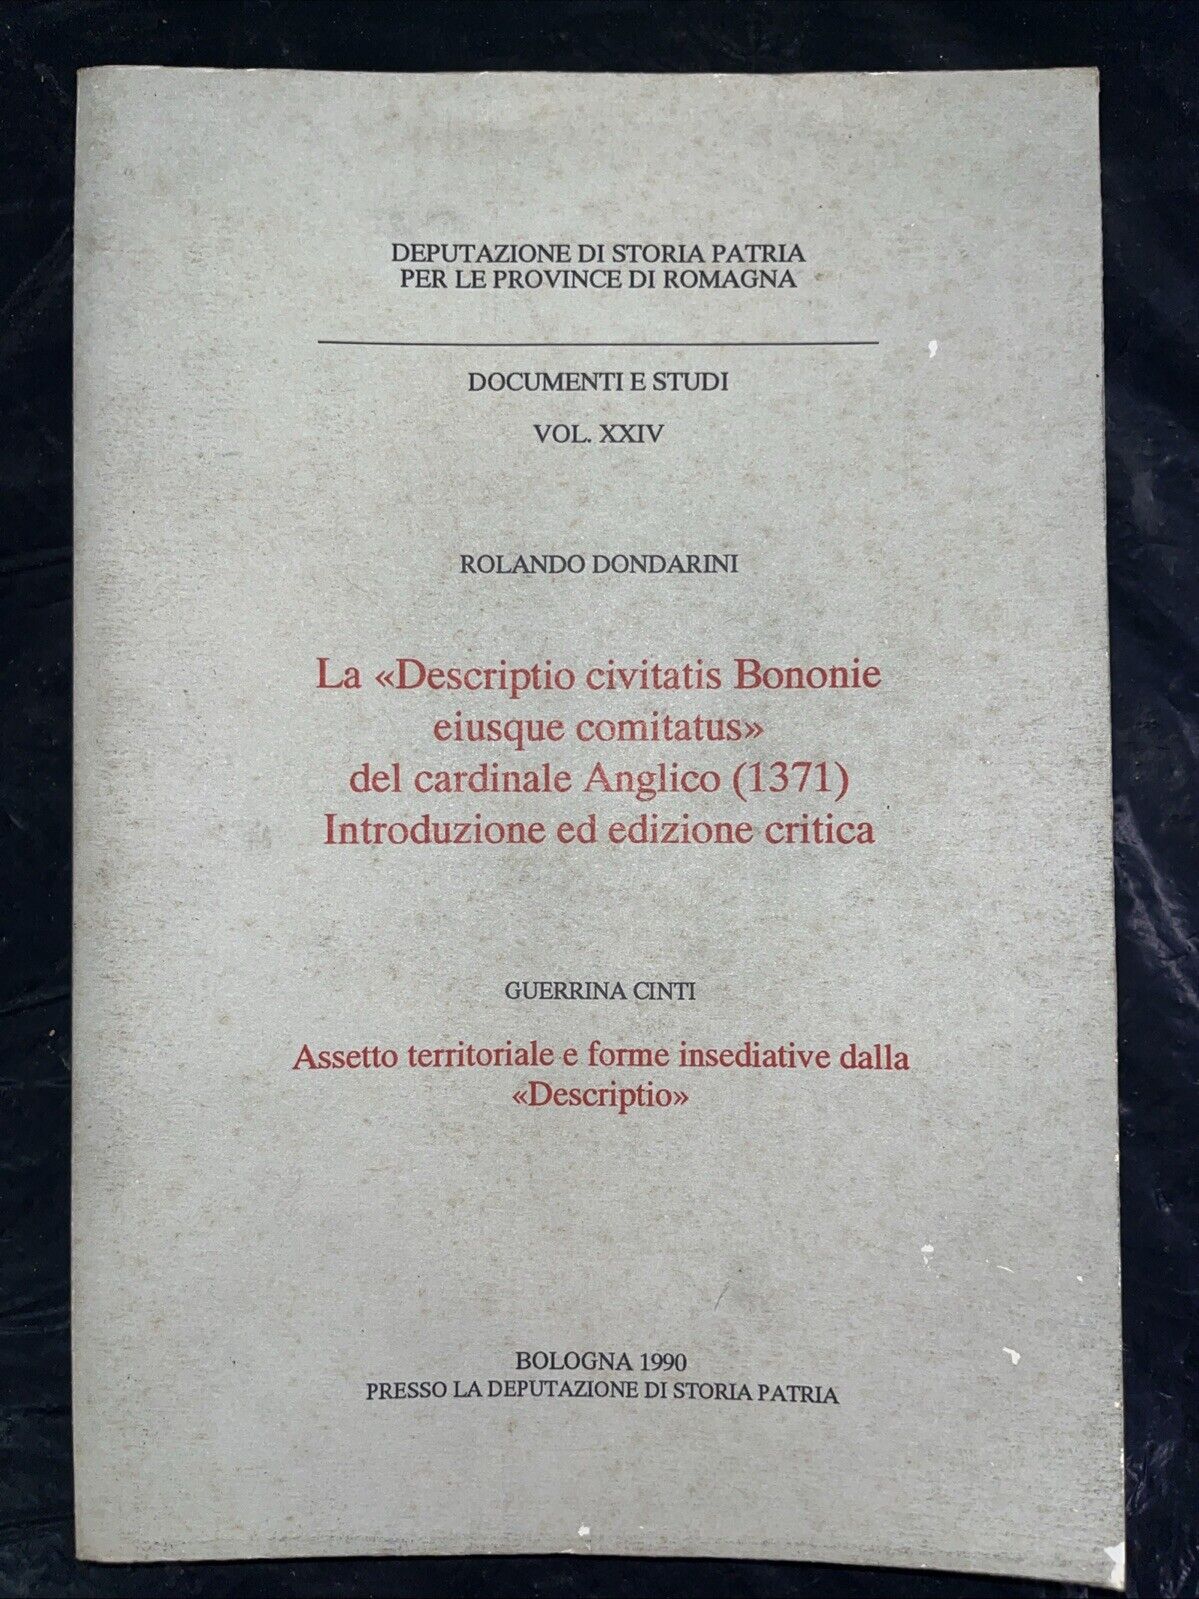 DEPUTAZIONE DI STORIA PATRIA
PER LE PROVINCE DI ROMAGNA
DOCUMENTI E STUDI
VOL. XXIV
ROLANDO DONDARINI
La «Descriptio civitatis Bononie
eiusque comitatus»
del cardinale Anglico (1371)
Introduzione ed edizione critica
GUERRINA CINTI
Assetto territoriale e forme insediative dalla
«Descriptio»
BOLOGNA 1990
PRESSO LA DEPUTAZIONE DI STORIA PATRIA